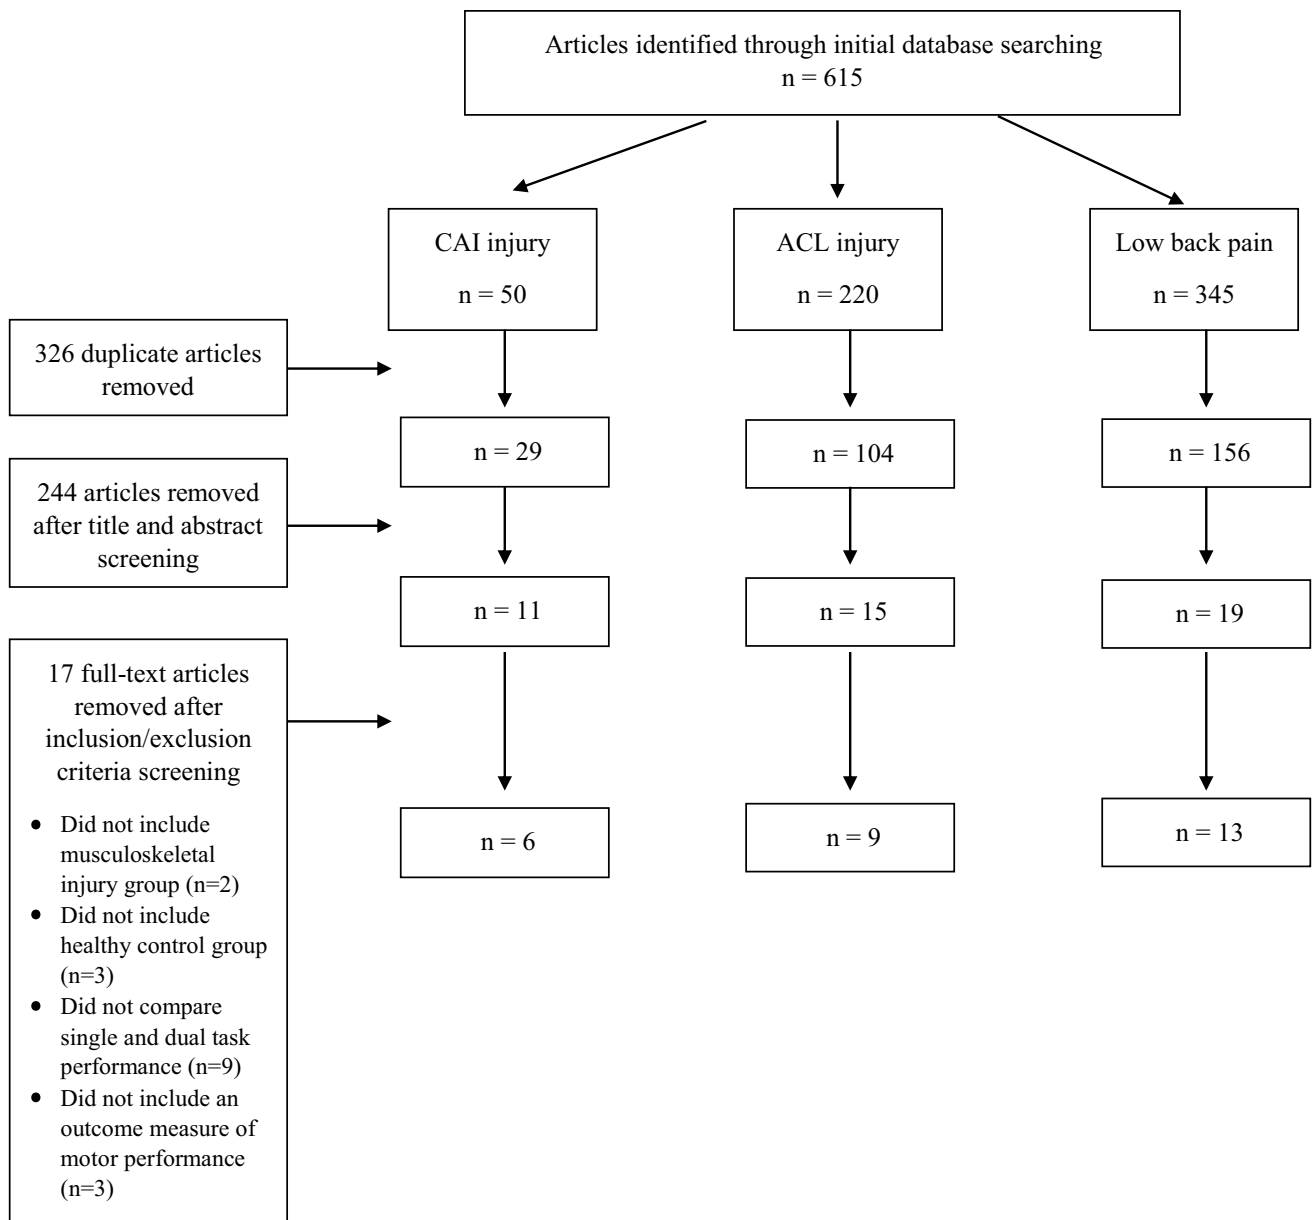 Articles identified through initial database searching
n = 615
CAI injury
n = 50
ACL injury
n = 220
Low back pain
n = 345
326 duplicate articles
removed
n = 29
n = 104
n = 156
244 articles removed
after title and abstract
screening
n = 11
n = 15
n = 19
17 full-text articles
removed after
inclusion/exclusion
criteria screening
• Did not include
musculoskeletal
injury group (n=2)
• Did not include
healthy control group
(n=3)
• Did not compare
single and dual task
performance (n=9)
• Did not include an
outcome measure of
motor performance
(n=3)
n = 6
n = 9
n = 13